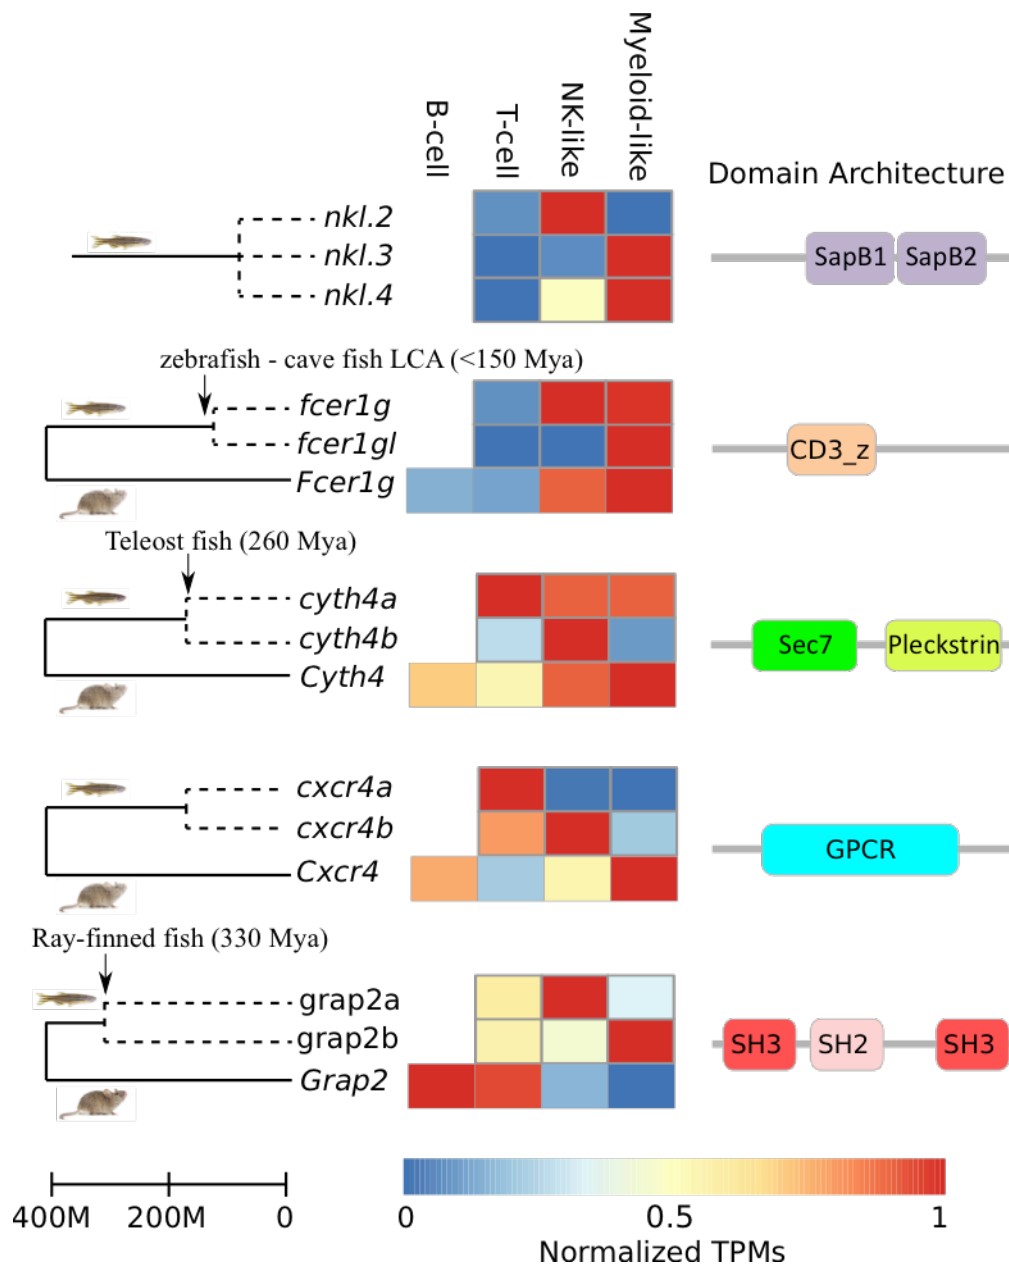 B-cell
T-cell
NK-like
Myeloid-like
Domain Architecture
nkl.2
nkl.3
nkl.4
SapB1
SapB2
zebrafish - cave fish LCA (<150 Mya)
fcer1g
fcer1gl
Fcer1g
CD3_z
Teleost fish (260 Mya)
cyth4a
cyth4b
Cyth4
Sec7
Pleckstrin
cxcr4a
cxcr4b
Cxcr4
GPCR
Ray-finned fish (330 Mya)
grap2a
grap2b
Grap2
SH3
SH2
SH3
400M 200M 0
0 0.5 1
Normalized TPMs